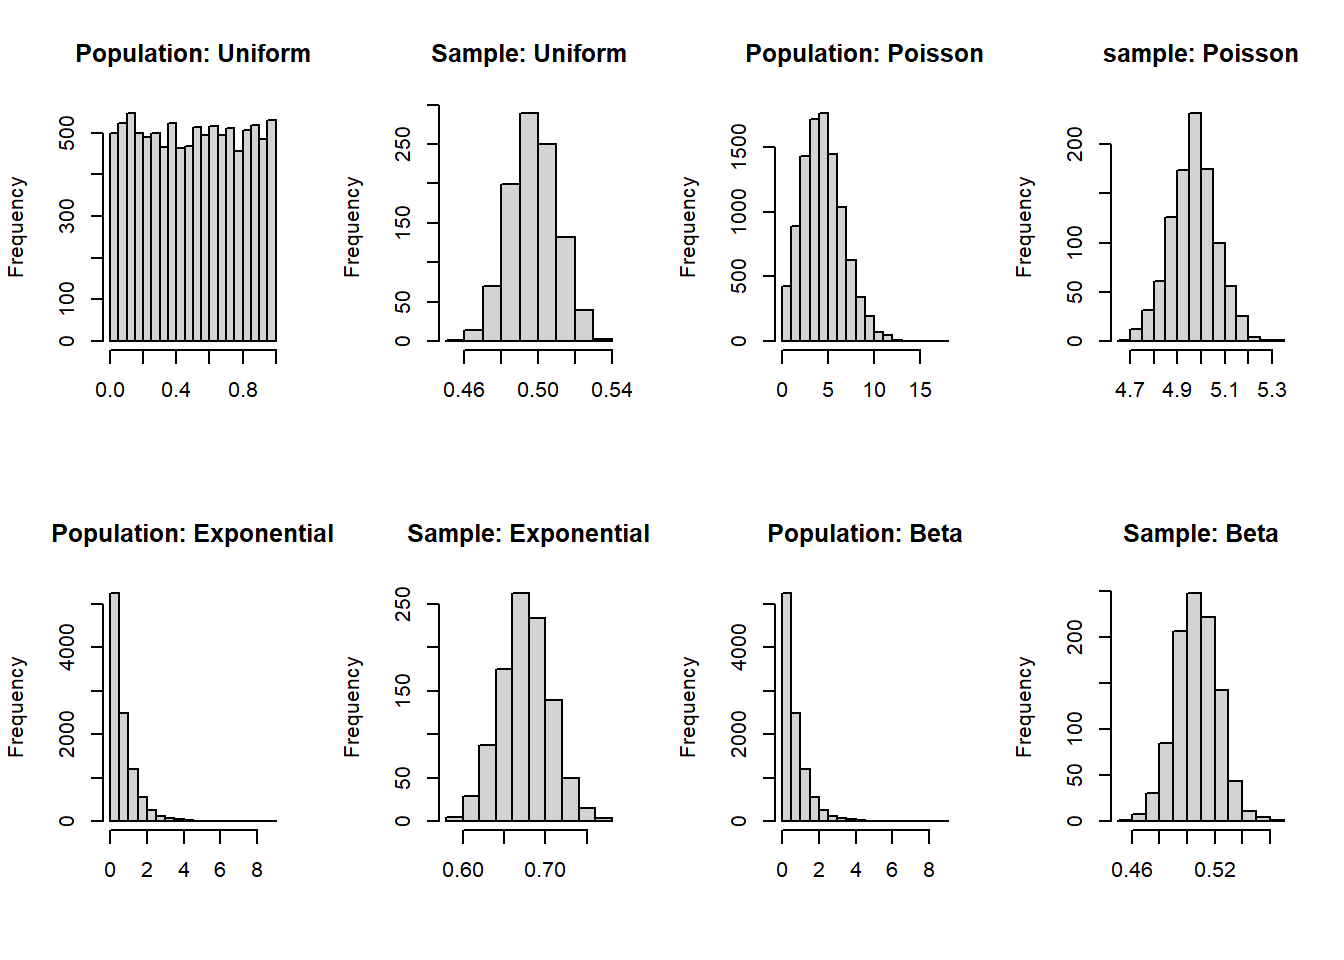 Population: Uniform
Frequency
0 100 300 500
0.0 0.4 0.8
Sample: Uniform
Frequency
0 50 150 250
0.46 0.50 0.54
Population: Poisson
Frequency
0 500 1000 1500
0 5 10 15
sample: Poisson
Frequency
0 50 100 200
4.7 4.9 5.1 5.3
Population: Exponential
Frequency
0 2000 4000
0 2 4 6 8
Sample: Exponential
Frequency
0 50 150 250
0.60 0.70
Population: Beta
Frequency
0 2000 4000
0 2 4 6 8
Sample: Beta
Frequency
0 50 100 200
0.46 0.52